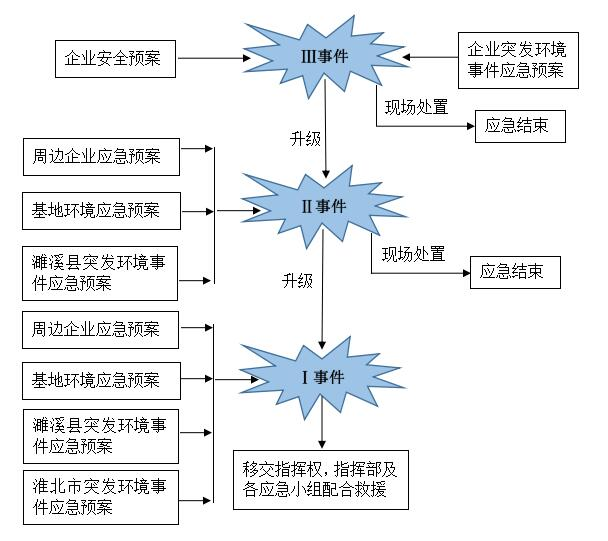 企业安全预案
III事件
企业突发环境
事件应急预案
现场处置
应急结束
升级
周边企业应急预案
基地环境应急预案
濉溪县突发环境事
件应急预案
II事件
现场处置
应急结束
升级
周边企业应急预案
基地环境应急预案
濉溪县突发环境事
件应急预案
淮北市突发环境事
件应急预案
I事件
移交指挥权，指挥部及
各应急小组配合救援